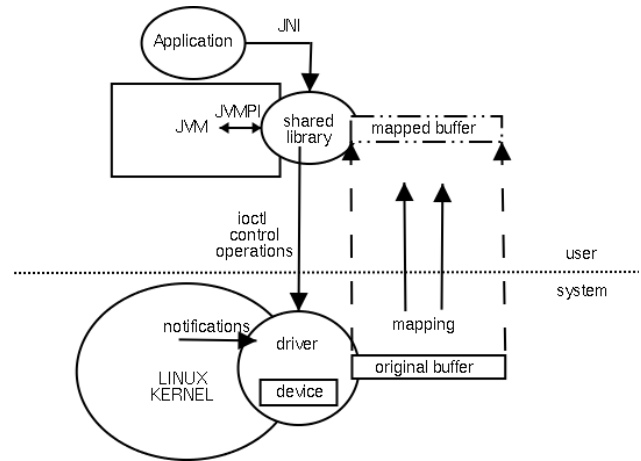 JNI
Application
JVMPI
JVM
shared
library
mapped buffer
ioctl
control
operations
user
system
notifications
mapping
driver
original buffer
LINUX
KERNEL
device